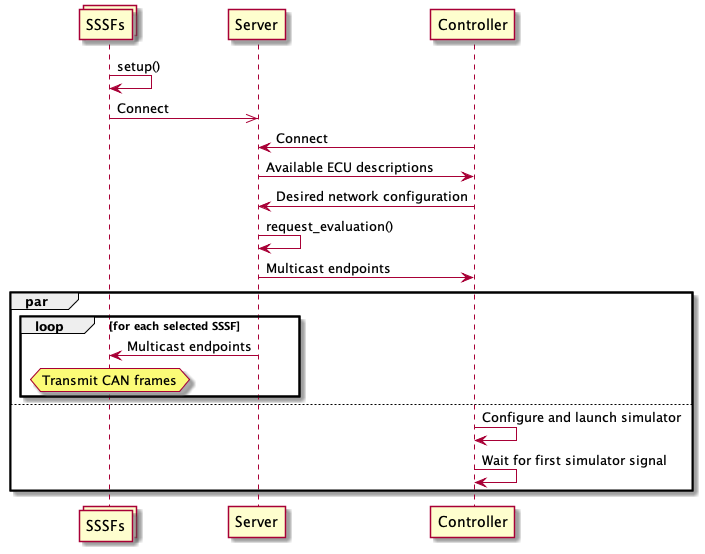 SSSFs Server Controller
setup()
Connect
Connect
Available ECU descriptions
Desired network configuration
request_evaluation()
Multicast endpoints
par
loop (for each selected SSSF]
Multicast endpoints
Transmit CAN frames
Configure and launch simulator
Wait for first simulator signal
SSSFs Server Controller